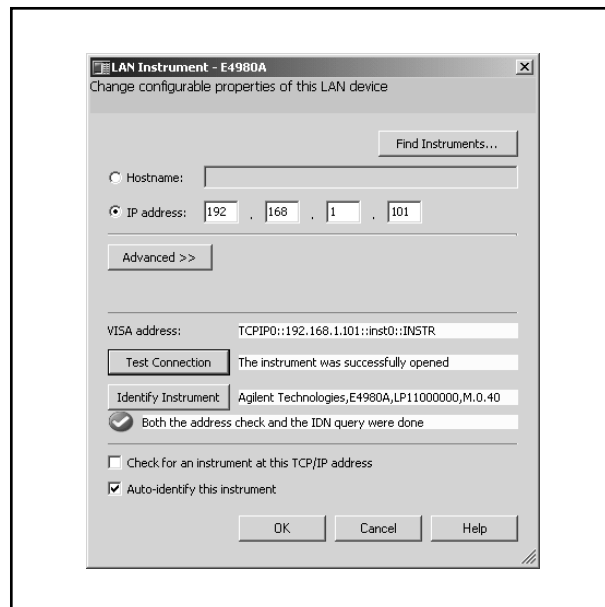 LAN Instrument - E4980A
Change configurable properties of this LAN device
Find Instruments...
Hostname:
IP address: 192 . 168 . 1 . 101
Advanced >>
VISA address: TCPIP0::192.168.1.101::inst0::INSTR
Test Connection The instrument was successfully opened
Identify Instrument Agilent Technologies,E4980A,LP11000000,M.0.40
Both the address check and the IDN query were done
Check for an instrument at this TCP/IP address
Auto-identify this instrument
OK Cancel Help